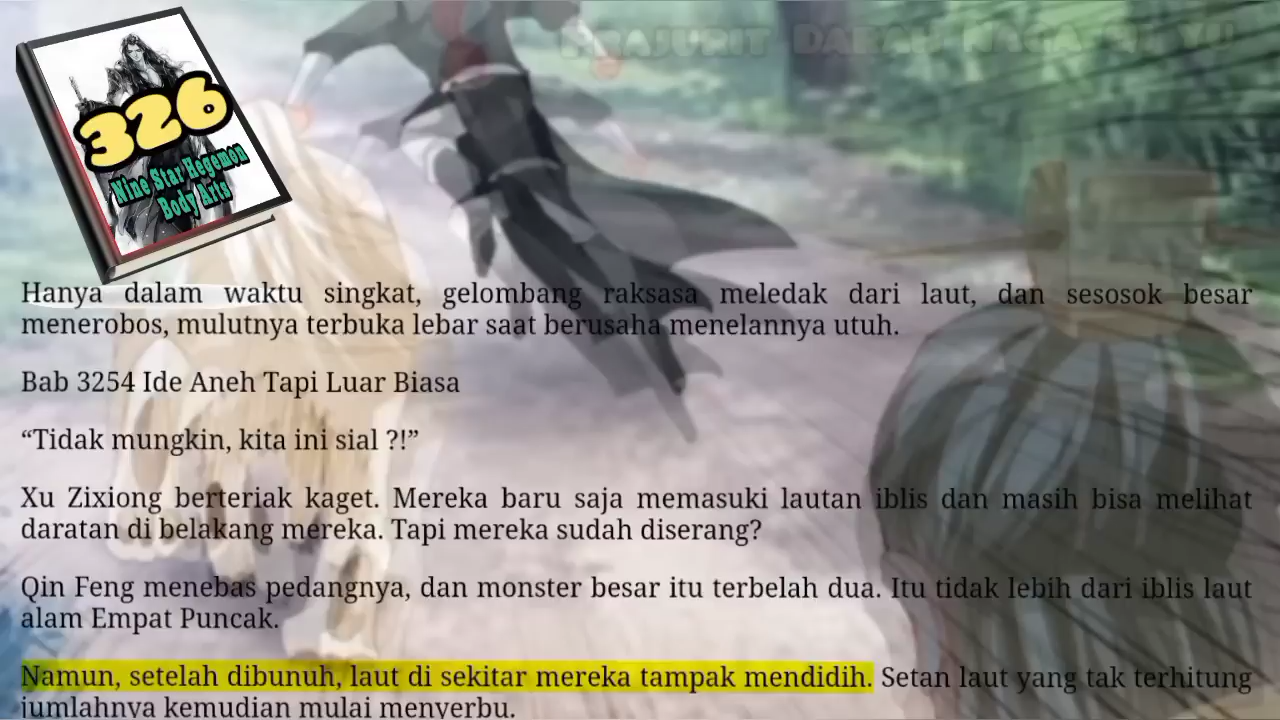 PRAJURIT DARAH NAGA
326
Nine Star Hegemon
Body Arts
Hanya dalam waktu singkat, gelombang raksasa meledak dari laut, dan sesosok besar
menerobos, mulutnya terbuka lebar saat berusaha menelannya utuh.
Bab 3254 Ide Aneh Tapi Luar Biasa
“Tidak mungkin, kita ini sial ?!”
Xu Zixiong berteriak kaget. Mereka baru saja memasuki lautan iblis dan masih bisa melihat
daratan di belakang mereka. Tapi mereka sudah diserang?
Qin Feng menebas pedangnya, dan monster besar itu terbelah dua. Itu tidak lebih dari iblis laut
alam Empat Puncak.
Namun, setelah dibunuh, laut di sekitar mereka tampak mendidih. Setan laut yang tak terhitung
jumlahnya kemudian mulai menyerbu.